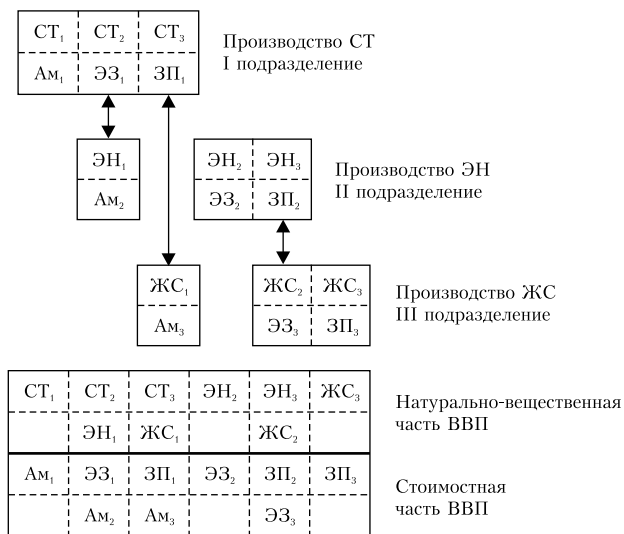 СТ₁ СТ₂ СТ₃
Ам₁ ЭЗ₁ ЗП₁
Производство СТ
I подразделение
ЭН₁
Ам₂
ЭН₂ ЭН₃
ЭЗ₂ ЗП₂
Производство ЭН
II подразделение
ЖС₁
Ам₃
ЖС₂ ЖС₃
ЭЗ₃ ЗП₃
Производство ЖС
III подразделение
СТ₁ СТ₂ СТ₃ ЭН₂ ЭН₃ ЖС₃
ЭН₁ ЖС₁ ЖС₂
Натурально-вещественная
часть ВВП
Ам₁ ЭЗ₁ ЗП₁ ЭЗ₂ ЗП₂ ЗП₃
Ам₂ Ам₃ ЭЗ₃
Стоимостная
часть ВВП